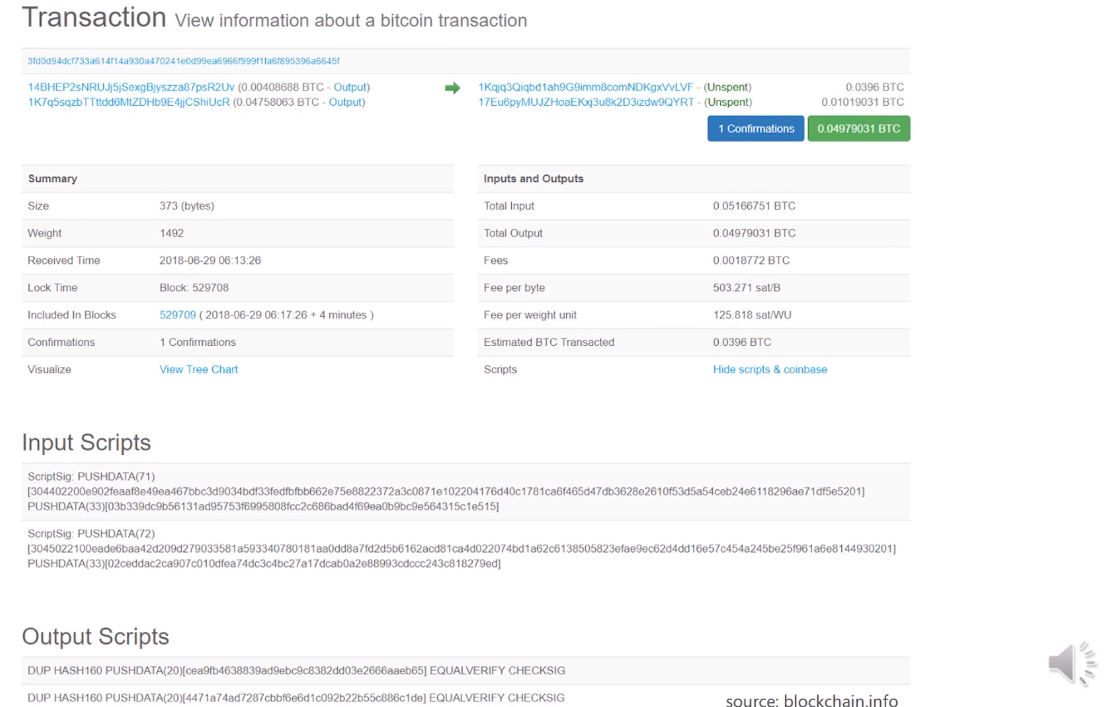 Transaction View information about a bitcoin transaction
3fd0d94dcf733a614f14a930a470241e0d99ea6966f999f1fa6f895396a6645f
14BHEP2sNRUJj5jSoxgBjyszza87psR2Uv (0.00408688 BTC - Output)
1K7q5sqzbTTttdd6MtZDHb9E4jjCShiUcR (0.04758063 BTC - Output)
1Kqjq3Qiqbd1ah9G9imm8comNDKgxVvLVF - (Unspent) 0.0396 BTC
17Eu6pyMUJZHoaEKxj3u8k2D3izdw9QYRT - (Unspent) 0.01019031 BTC
1 Confirmations 0.04979031 BTC
Summary
Size 373 (bytes)
Weight 1492
Received Time 2018-06-29 06:13:26
Lock Time Block: 529708
Included In Blocks 529709 ( 2018-06-29 06:17:26 + 4 minutes )
Confirmations 1 Confirmations
Visualize View Tree Chart
Inputs and Outputs
Total Input 0.05166751 BTC
Total Output 0.04979031 BTC
Fees 0.0018772 BTC
Fee per byte 503.271 sat/B
Fee per weight unit 125.818 sat/WU
Estimated BTC Transacted 0.0396 BTC
Scripts Hide scripts & coinbase
Input Scripts
ScriptSig: PUSHDATA(71)
[304402200e902feaaf8e49ea467bbc3d9034bdf33fedfbfbb662e75e8822372a3c0871e102204176d40c1781ca6f465d47db3628e2610f53d5a54ceb24e6118296ae71df5e5201]
PUSHDATA(33)[03b339dc9b56131ad95753f6995808fcc2c686bad4f69ea0b9bc9e564315c1e515]
ScriptSig: PUSHDATA(72)
[3045022100eade6baa42d209d279033581a593340780181aa0dd8a7fd2d5b6162acd81ca4d022074bd1a62c6138505823efae9ec62d4dd16e57c454a245be25f961a6e8144930201]
PUSHDATA(33)[02ceddac2ca907c010dfea74dc3c4bc27a17dcab0a2e88993cdccc243c818279ed]
Output Scripts
DUP HASH160 PUSHDATA(20)[cea9fb4638839ad9ebc9c8382dd03e2666aaeb65] EQUALVERIFY CHECKSIG
DUP HASH160 PUSHDATA(20)[4471a74ad7287cbbf6e6d1c092b22b55c886c1de] EQUALVERIFY CHECKSIG
source: blockchain.info